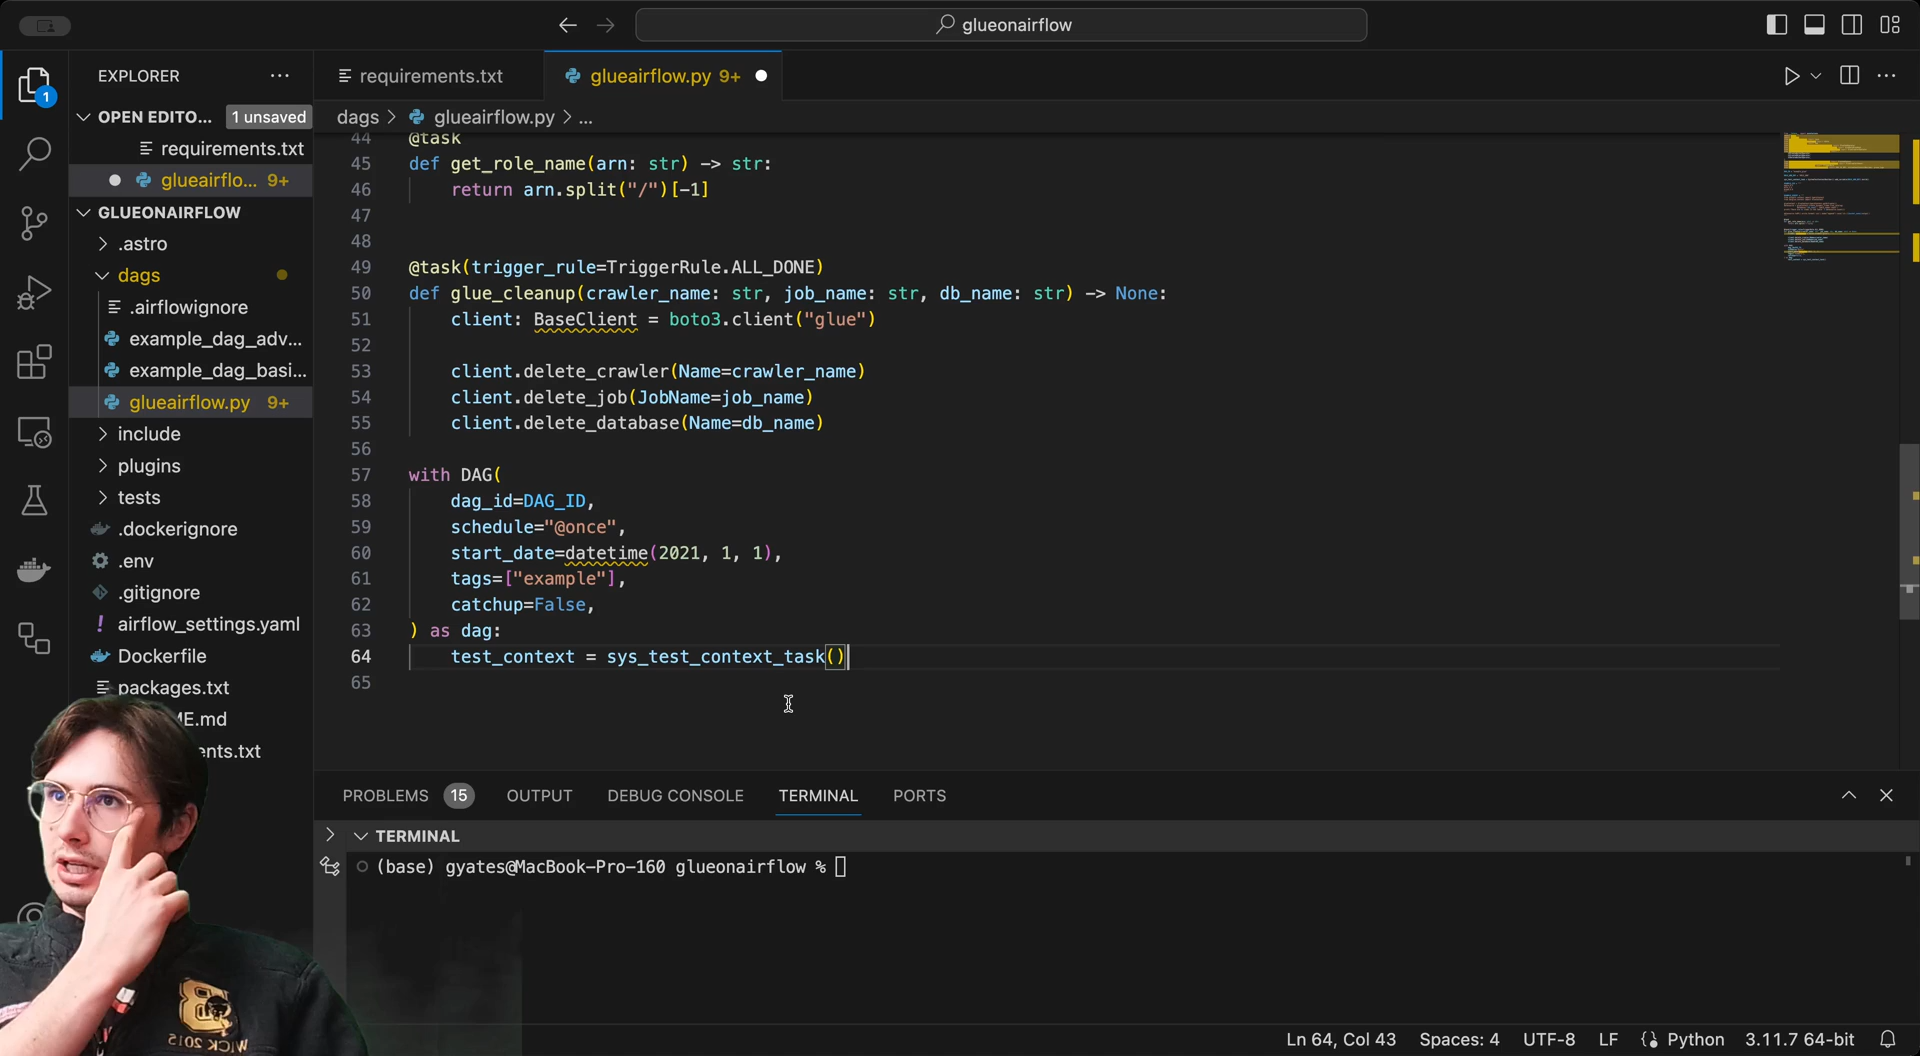 glueonairflow
EXPLORER ...
requirements.txt
glueairflow.py 9+
1
OPEN EDITO... 1 unsaved
requirements.txt
glueairflo... 9+
GLUEONAIRFLOW
.astro
dags
.airflowignore
example_dag_adv...
example_dag_basi...
glueairflow.py 9+
include
plugins
tests
.dockerignore
.env
.gitignore
! airflow_settings.yaml
Dockerfile
packages.txt
ME.md
ents.txt
dags > glueairflow.py > ...
44 @task
45 def get_role_name(arn: str) -> str:
46 return arn.split("/")[-1]
47
48
49 @task(trigger_rule=TriggerRule.ALL_DONE)
50 def glue_cleanup(crawler_name: str, job_name: str, db_name: str) -> None:
51 client: BaseClient = boto3.client("glue")
52
53 client.delete_crawler(Name=crawler_name)
54 client.delete_job(JobName=job_name)
55 client.delete_database(Name=db_name)
56
57 with DAG(
58 dag_id=DAG_ID,
59 schedule="@once",
60 start_date=datetime(2021, 1, 1),
61 tags=["example"],
62 catchup=False,
63 ) as dag:
64 test_context = sys_test_context_task()
65
PROBLEMS 15 OUTPUT DEBUG CONSOLE TERMINAL PORTS
TERMINAL
(base) gyates@MacBook-Pro-160 glueonairflow %
Ln 64, Col 43 Spaces: 4 UTF-8 LF Python 3.11.7 64-bit